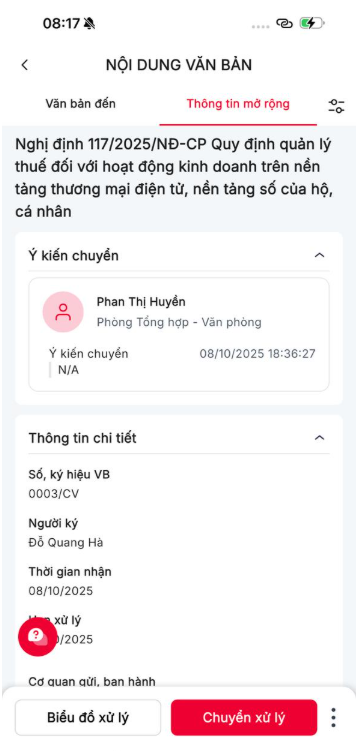 08:17
NỘI DUNG VĂN BẢN
Văn bản đến
Thông tin mở rộng
Nghị định 117/2025/NĐ-CP Quy định quản lý
thuế đối với hoạt động kinh doanh trên nền
tảng thương mại điện tử, nền tảng số của hộ,
cá nhân
Ý kiến chuyển
Phan Thị Huyền
Phòng Tổng hợp - Văn phòng
Ý kiến chuyển 08/10/2025 18:36:27
N/A
Thông tin chi tiết
Số, ký hiệu VB
0003/CV
Người ký
Đỗ Quang Hà
Thời gian nhận
08/10/2025
xử lý
/2025
Cơ quan gửi, ban hành
Biểu đồ xử lý
Chuyển xử lý